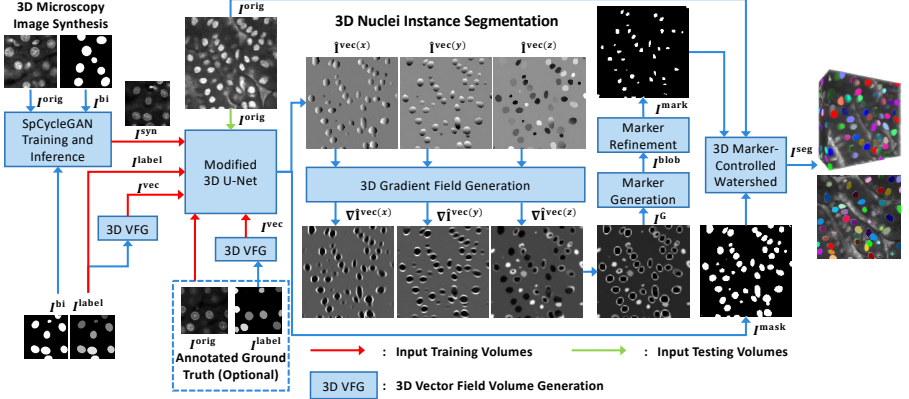 3D Microscopy
Image Synthesis
I^orig
I^bi
SpCycleGAN
Training and
Inference
I^syn
I^label
I^vec
3D VFG
I^bi
I^label
I^orig
I^orig
Modified
3D U-Net
I^vec
3D VFG
I^orig
I^label
Annotated Ground
Truth (Optional)
3D Nuclei Instance Segmentation
Î^vec(x)
Î^vec(y)
Î^vec(z)
3D Gradient Field Generation
∇Î^vec(x)
∇Î^vec(y)
∇Î^vec(z)
I^mark
Marker
Refinement
I^blob
Marker
Generation
I^G
3D Marker-
Controlled
Watershed
I^seg
I^mask
: Input Training Volumes
: Input Testing Volumes
3D VFG : 3D Vector Field Volume Generation